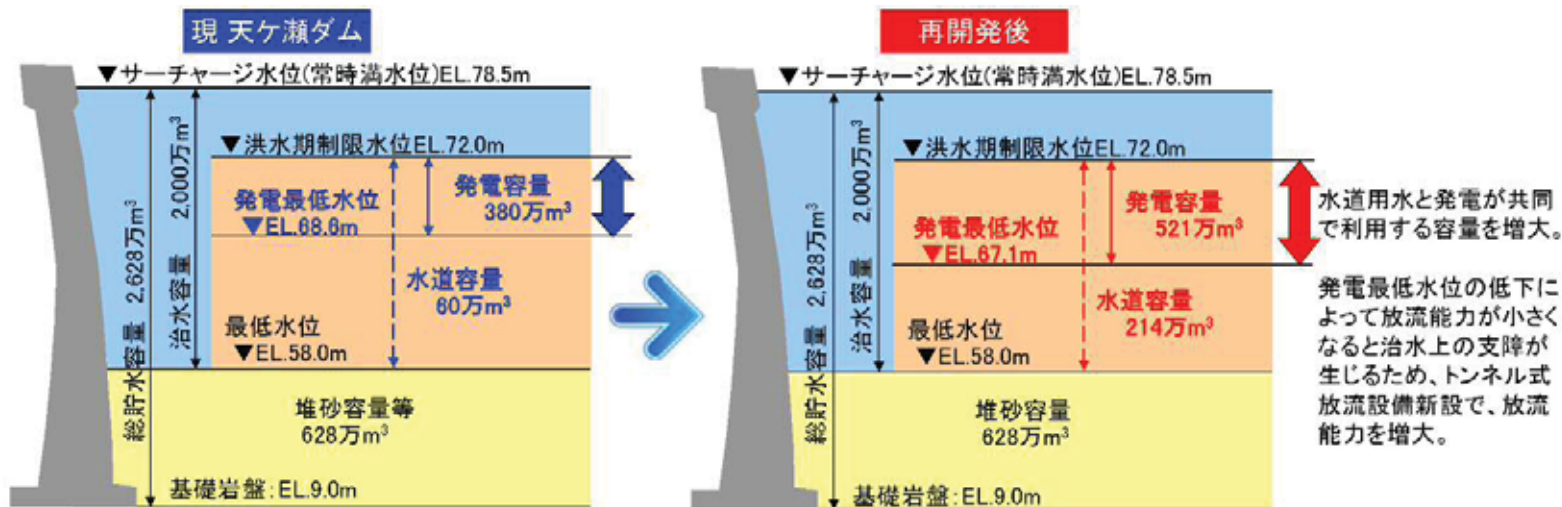 現 天ケ瀬ダム
▼サーチャージ水位(常時満水位)EL.78.5m
▼洪水期制限水位EL.72.0m
発電容量
380万m³
発電最低水位
▼EL.68.6m
水道容量
60万m³
最低水位
▼EL.58.0m
治水容量 2,000万m³
総貯水容量 2,628万m³
堆砂容量等
628万m³
基礎岩盤:EL.9.0m
再開発後
▼サーチャージ水位(常時満水位)EL.78.5m
▼洪水期制限水位EL.72.0m
発電容量
521万m³
発電最低水位
▼EL.67.1m
水道容量
214万m³
最低水位
▼EL.58.0m
治水容量 2,000万m³
総貯水容量 2,628万m³
堆砂容量
628万m³
基礎岩盤:EL.9.0m
水道用水と発電が共同
で利用する容量を増大。
発電最低水位の低下に
よって放流能力が小さく
なると治水上の支障が
生じるため、トンネル式
放流設備新設で、放流
能力を増大。